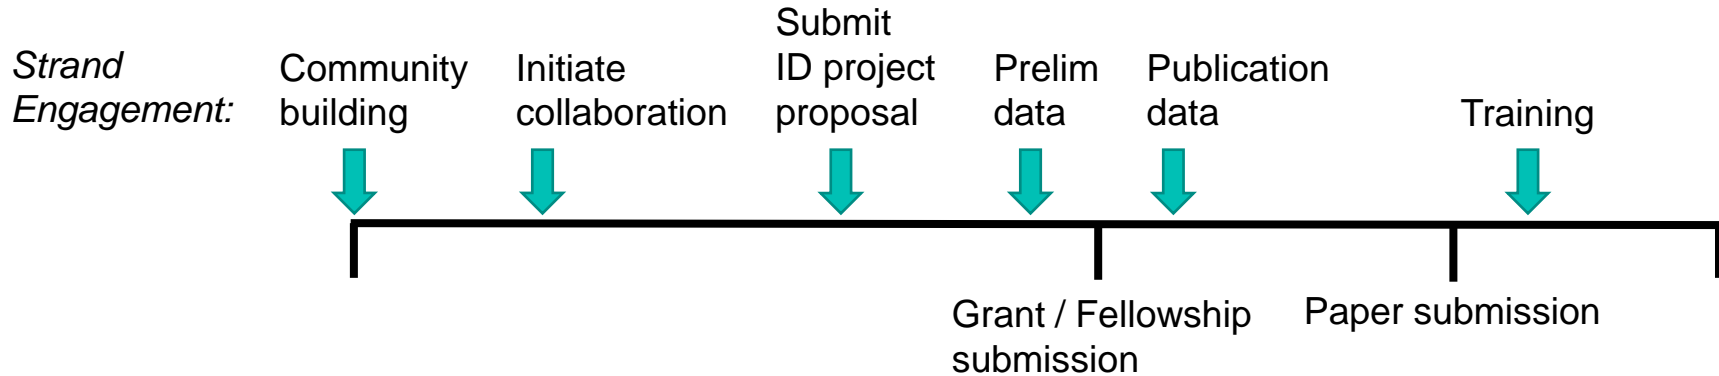 Strand
Engagement:
Community
building
Initiate
collaboration
Submit
ID project
proposal
Prelim
data
Publication
data
Training
Grant / Fellowship
submission
Paper submission